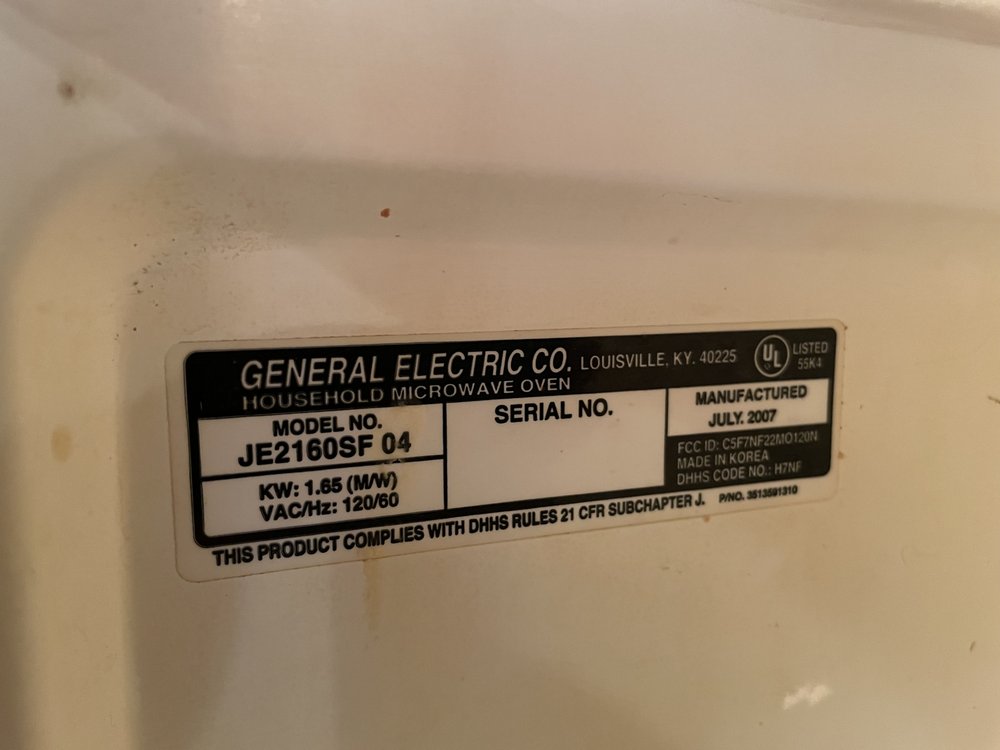 GENERAL ELECTRIC CO. LOUISVILLE, KY. 40225
HOUSEHOLD MICROWAVE OVEN
UL LISTED
55K4
MODEL NO.
JE2160SF 04
KW: 1.65 (M/W)
VAC/Hz: 120/60
SERIAL NO.
MANUFACTURED
JULY. 2007
FCC ID: C5F7NF22MO120N
MADE IN KOREA
DHHS CODE NO.: H7NF
THIS PRODUCT COMPLIES WITH DHHS RULES 21 CFR SUBCHAPTER J. P/NO. 3513591310